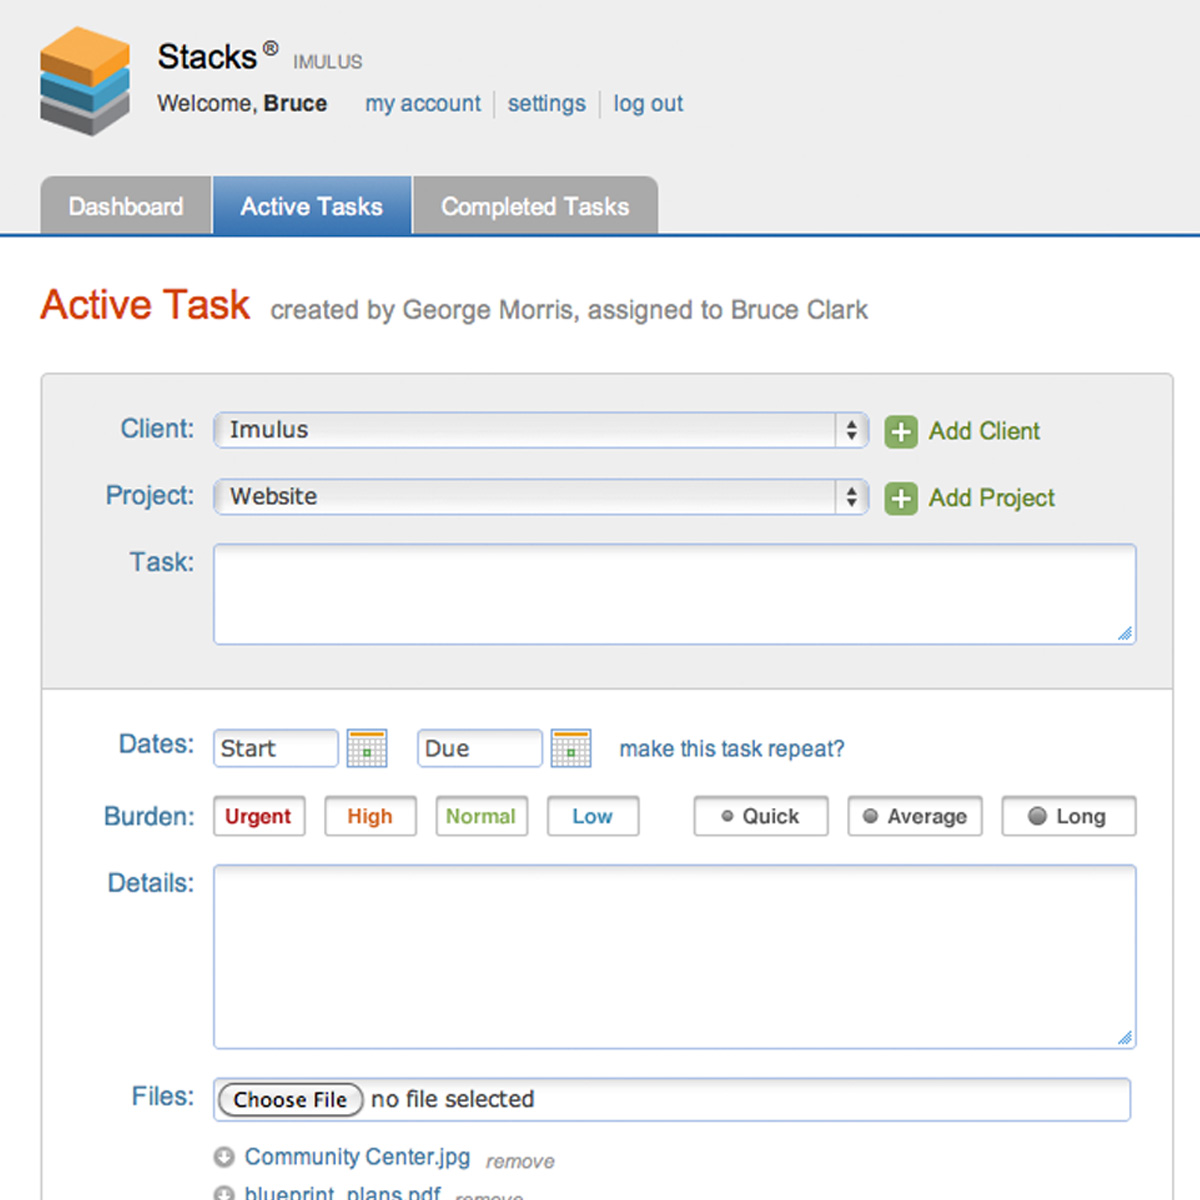 Stacks® IMULUS
Welcome, Bruce my account settings log out
Dashboard Active Tasks Completed Tasks
Active Task created by George Morris, assigned to Bruce Clark
Client: Imulus Add Client
Project: Website Add Project
Task:
Dates: Start Due make this task repeat?
Burden: Urgent High Normal Low Quick Average Long
Details:
Files: Choose File no file selected
Community Center.jpg remove
blueprint_plans.pdf remove